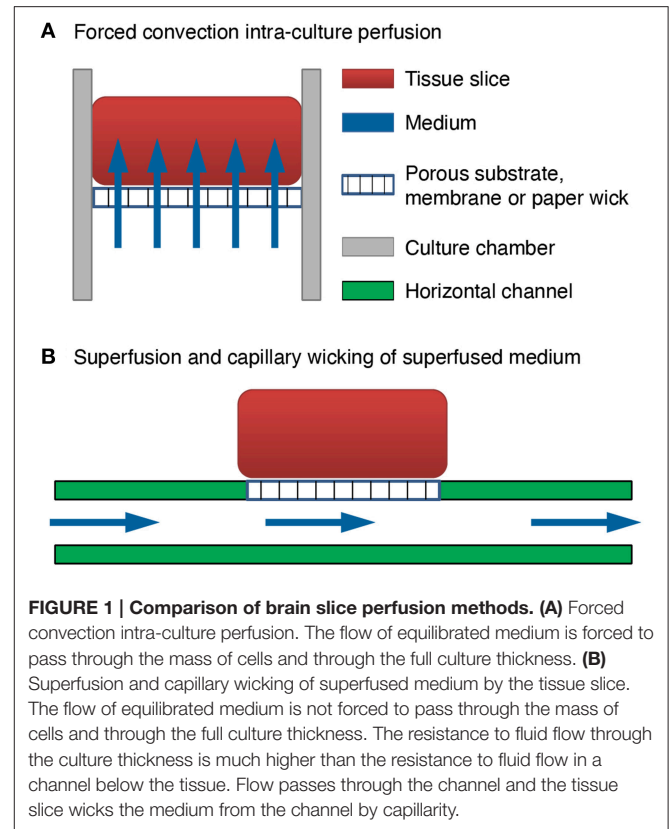 A Forced convection intra-culture perfusion
Tissue slice
Medium
Porous substrate,
membrane or paper wick
Culture chamber
Horizontal channel
B Superfusion and capillary wicking of superfused medium
FIGURE 1 | Comparison of brain slice perfusion methods. (A) Forced
convection intra-culture perfusion. The flow of equilibrated medium is forced to
pass through the mass of cells and through the full culture thickness. (B)
Superfusion and capillary wicking of superfused medium by the tissue slice.
The flow of equilibrated medium is not forced to pass through the mass of
cells and through the full culture thickness. The resistance to fluid flow through
the culture thickness is much higher than the resistance to fluid flow in a
channel below the tissue. Flow passes through the channel and the tissue
slice wicks the medium from the channel by capillarity.